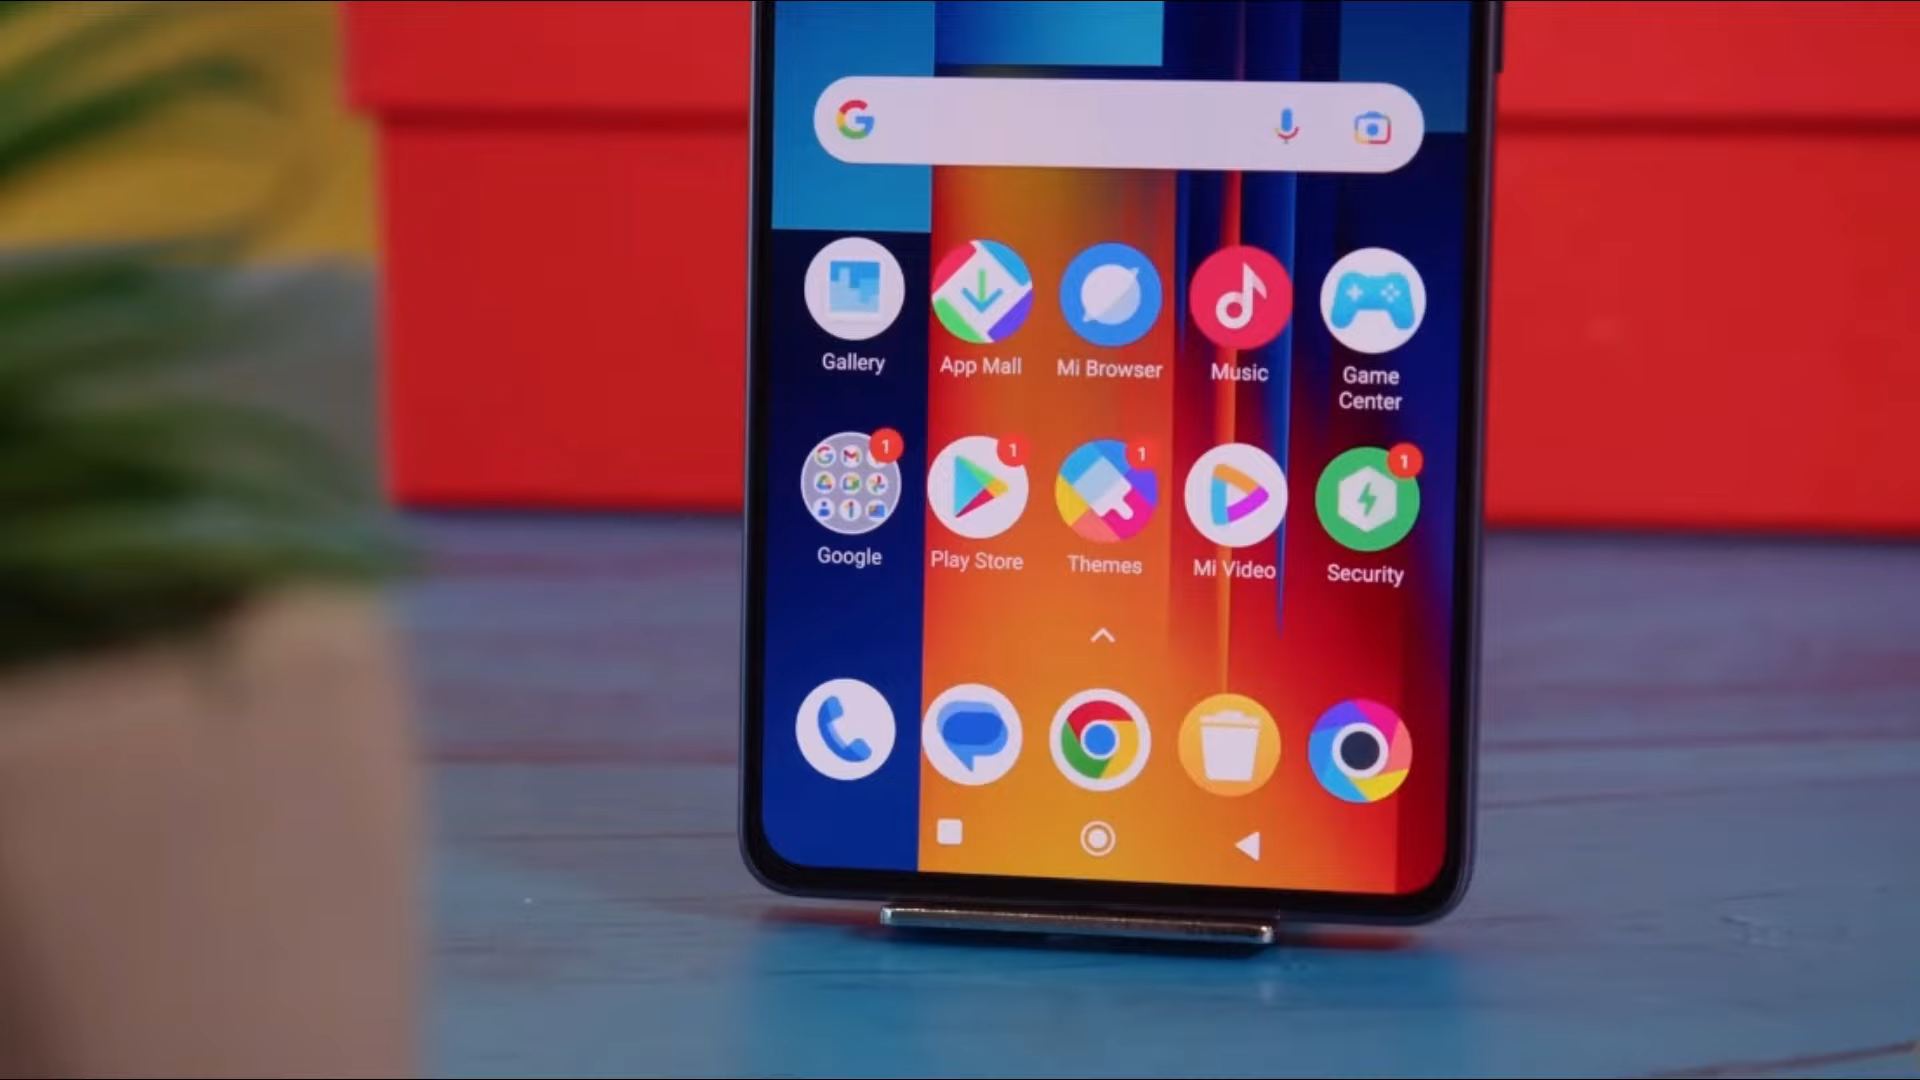 G
Gallery
App Mall
Mi Browser
Music
Game
Center
1
1
1
1
Google
Play Store
Themes
Mi Video
Security